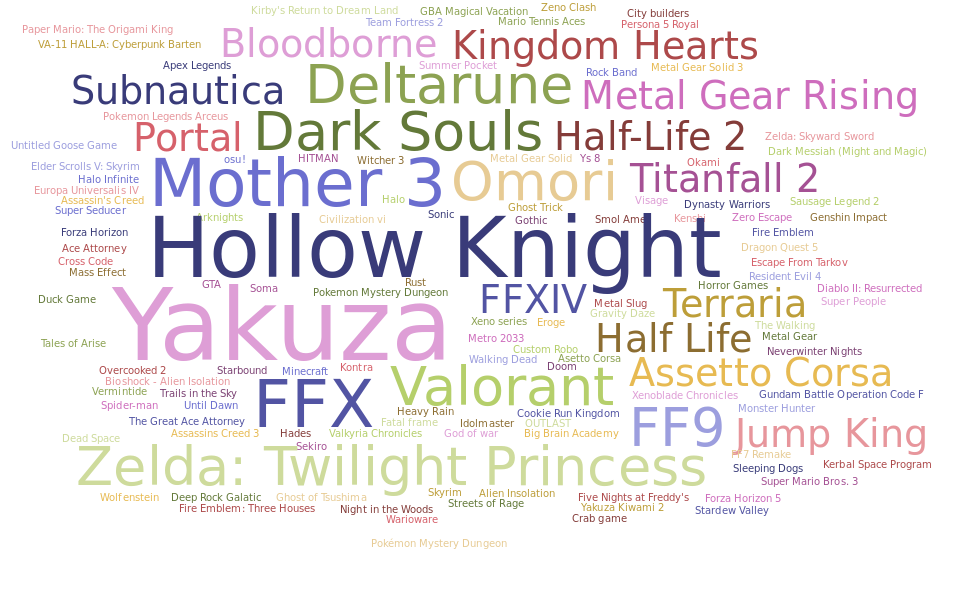 Kirby's Return to Dream Land
GBA Magical Vacation
Zeno Clash
City builders
Team Fortress 2
Mario Tennis Aces
Persona 5 Royal
Paper Mario: The Origami King
VA-11 HALL-A: Cyberpunk Barten
Bloodborne
Kingdom Hearts
Apex Legends
Summer Pocket
Rock Band
Metal Gear Solid 3
Subnautica
Deltarune
Metal Gear Rising
Pokemon Legends Arceus
Portal
Dark Souls
Half-Life 2
Zelda: Skyward Sword
Untitled Goose Game
Dark Messiah (Might and Magic)
osu!
HITMAN
Witcher 3
Metal Gear Solid
Ys 8
Okami
Elder Scrolls V: Skyrim
Halo Infinite
Europa Universalis IV
Assassin's Creed
Super Seducer
Mother 3
Omori
Titanfall 2
Halo
Ghost Trick
Visage
Dynasty Warriors
Sausage Legend 2
Arknights
Civilization vi
Sonic
Gothic
Smol Ame
Kenshi
Zero Escape
Genshin Impact
Forza Horizon
Hollow Knight
Fire Emblem
Ace Attorney
Dragon Quest 5
Cross Code
Escape From Tarkov
Mass Effect
Resident Evil 4
GTA
Soma
Pokemon Mystery Dungeon
Rust
Horror Games
Diablo II: Resurrected
Duck Game
Yakuza
FFXIV
Metal Slug
Terraria
Super People
Gravity Daze
Xeno series
Eroge
The Walking
Tales of Arise
Metro 2033
Half Life
Metal Gear
Custom Robo
Neverwinter Nights
Walking Dead
Asetto Corsa
Doom
Overcooked 2
Starbound
Minecraft
Kontra
Bioshock - Alien Isolation
Assetto Corsa
Vermintide
Trails in the Sky
FFX
Valorant
Xenoblade Chronicles
Gundam Battle Operation Code F
Spider-man
Until Dawn
Heavy Rain
Cookie Run Kingdom
Monster Hunter
The Great Ace Attorney
Fatal frame
Idolmaster
OUTLAST
FF9
Jump King
Assassins Creed 3
Hades
Valkyria Chronicles
God of war
Big Brain Academy
Dead Space
Sekiro
FF7 Remake
Zelda: Twilight Princess
Sleeping Dogs
Kerbal Space Program
Super Mario Bros. 3
Wolfenstein
Deep Rock Galatic
Ghost of Tsushima
Skyrim
Alien Insolation
Five Nights at Freddy's
Forza Horizon 5
Fire Emblem: Three Houses
Night in the Woods
Streets of Rage
Yakuza Kiwami 2
Stardew Valley
Warioware
Crab game
Pokémon Mystery Dungeon